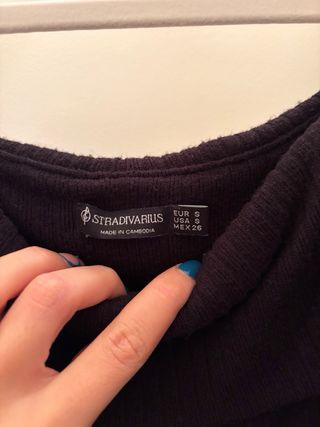 STRADIVARIUS
MADE IN CAMBODIA
EUR S
USA S
MEX 26